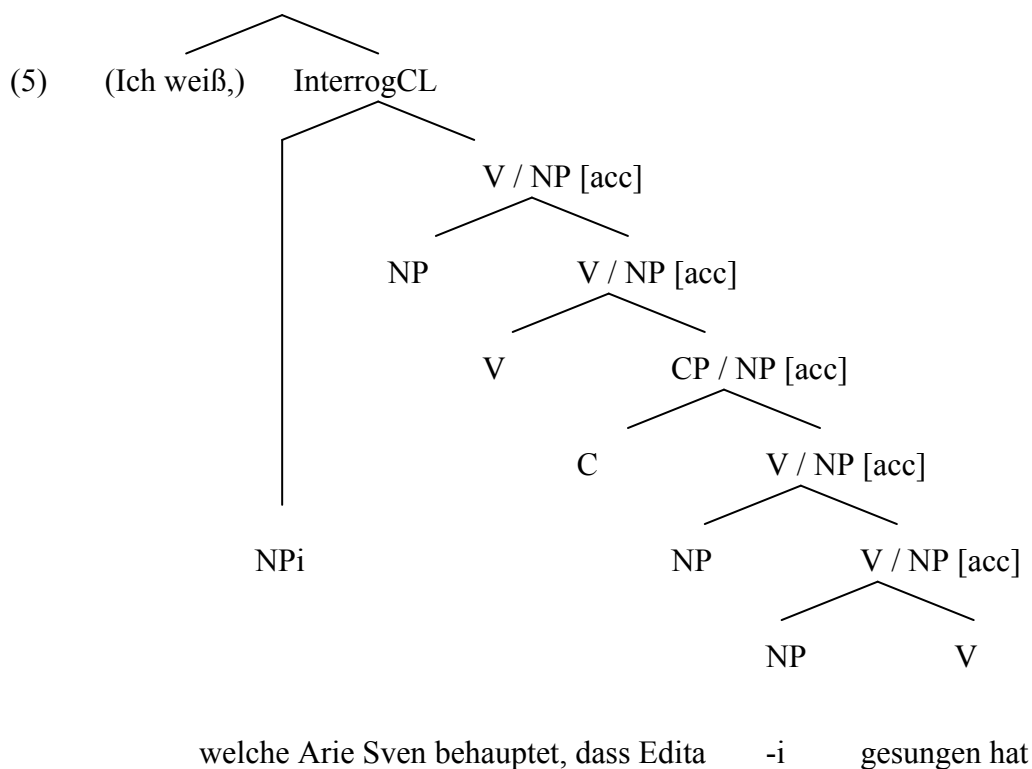 (5) (Ich weiß,) InterrogCL
V / NP [acc]
NP V / NP [acc]
V CP / NP [acc]
C V / NP [acc]
NPi NP V / NP [acc]
NP V
welche Arie Sven behauptet, dass Edita -i gesungen hat